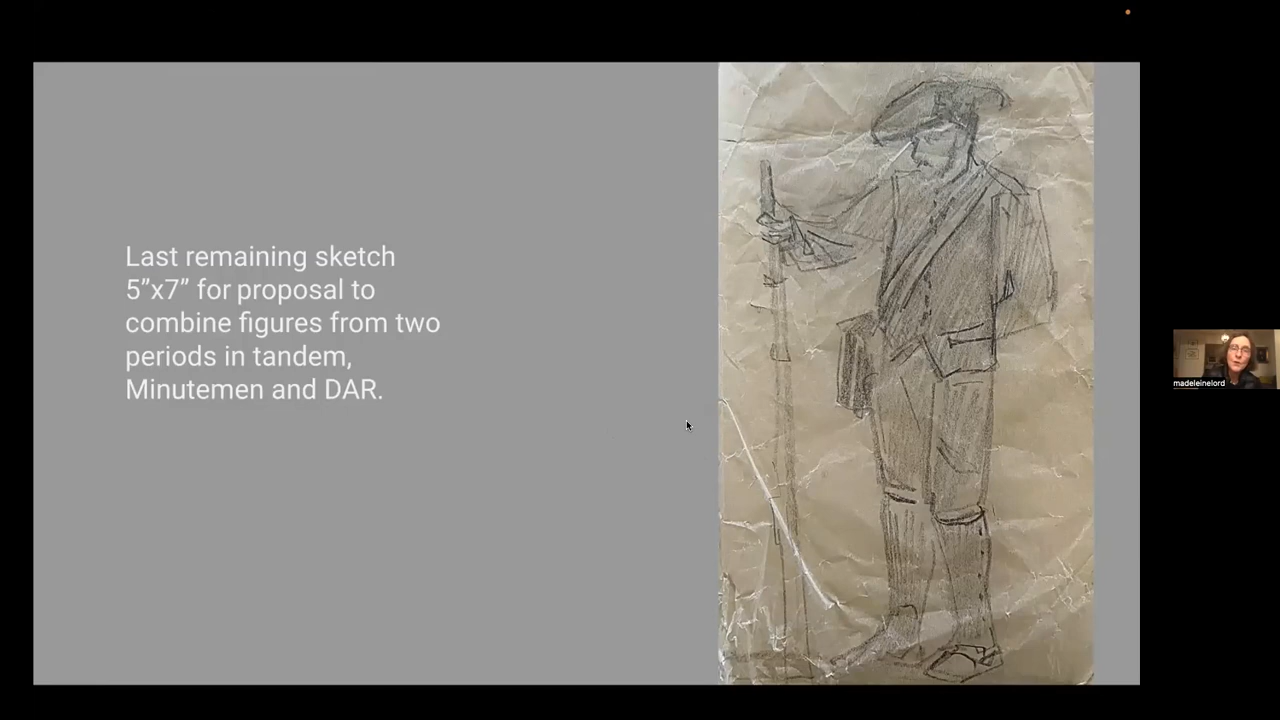 Last remaining sketch
5”x7” for proposal to
combine figures from two
periods in tandem,
Minutemen and DAR.
madeleinelord